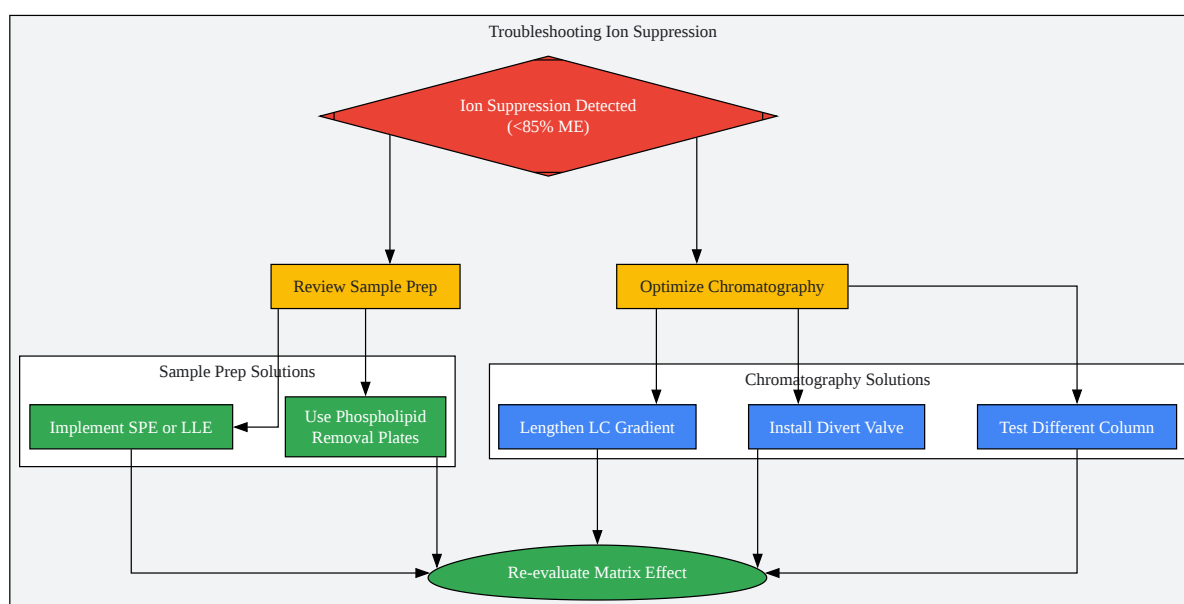 Troubleshooting Ion Suppression
Ion Suppression Detected
(<85% ME)
Review Sample Prep
Optimize Chromatography
Sample Prep Solutions
Chromatography Solutions
Implement SPE or LLE
Use Phospholipid
Removal Plates
Lengthen LC Gradient
Install Divert Valve
Test Different Column
Re-evaluate Matrix Effect